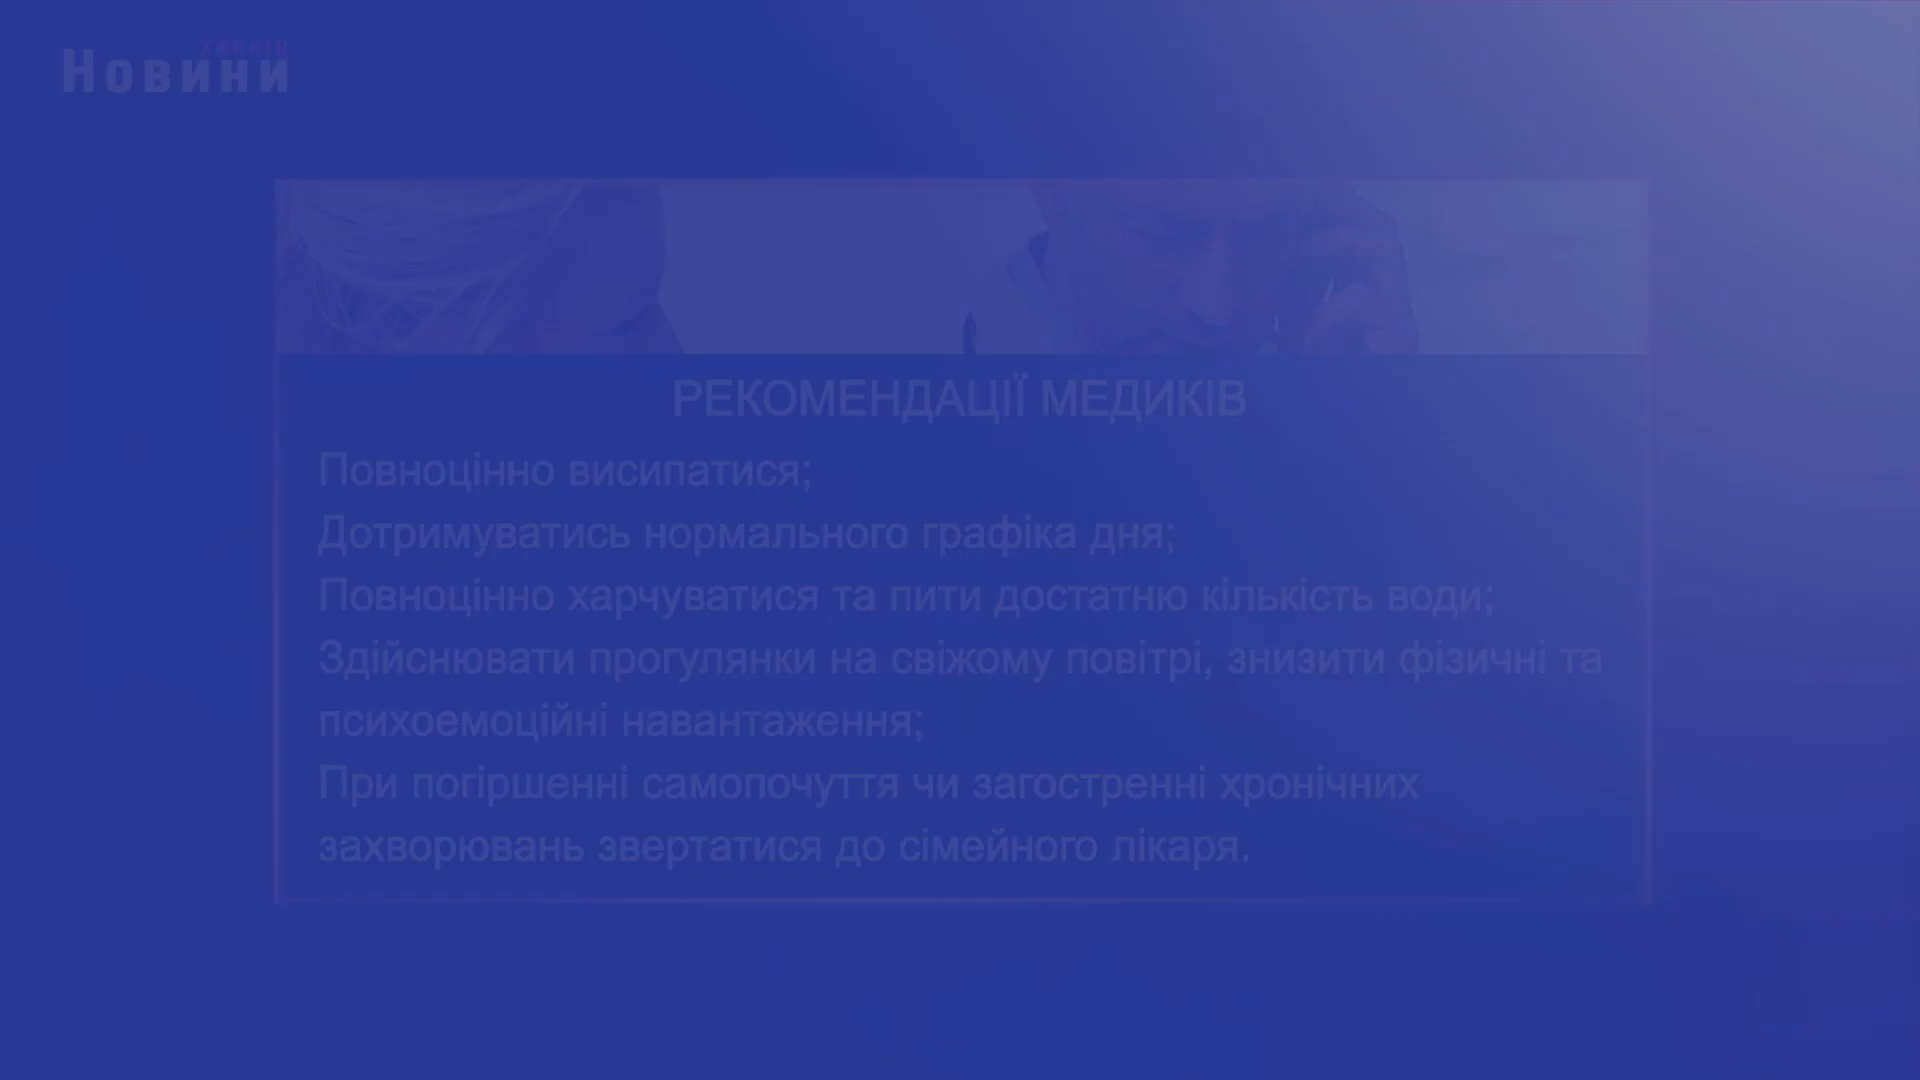 ХАРКІВ
Новини
РЕКОМЕНДАЦІЇ МЕДИКІВ
Повноцінно висипатися;
Дотримуватись нормального графіка дня;
Повноцінно харчуватися та пити достатню кількість води;
Здійснювати прогулянки на свіжому повітрі, знизити фізичні та
психоемоційні навантаження;
При погіршенні самопочуття чи загостренні хронічних
захворювань звертатися до сімейного лікаря.